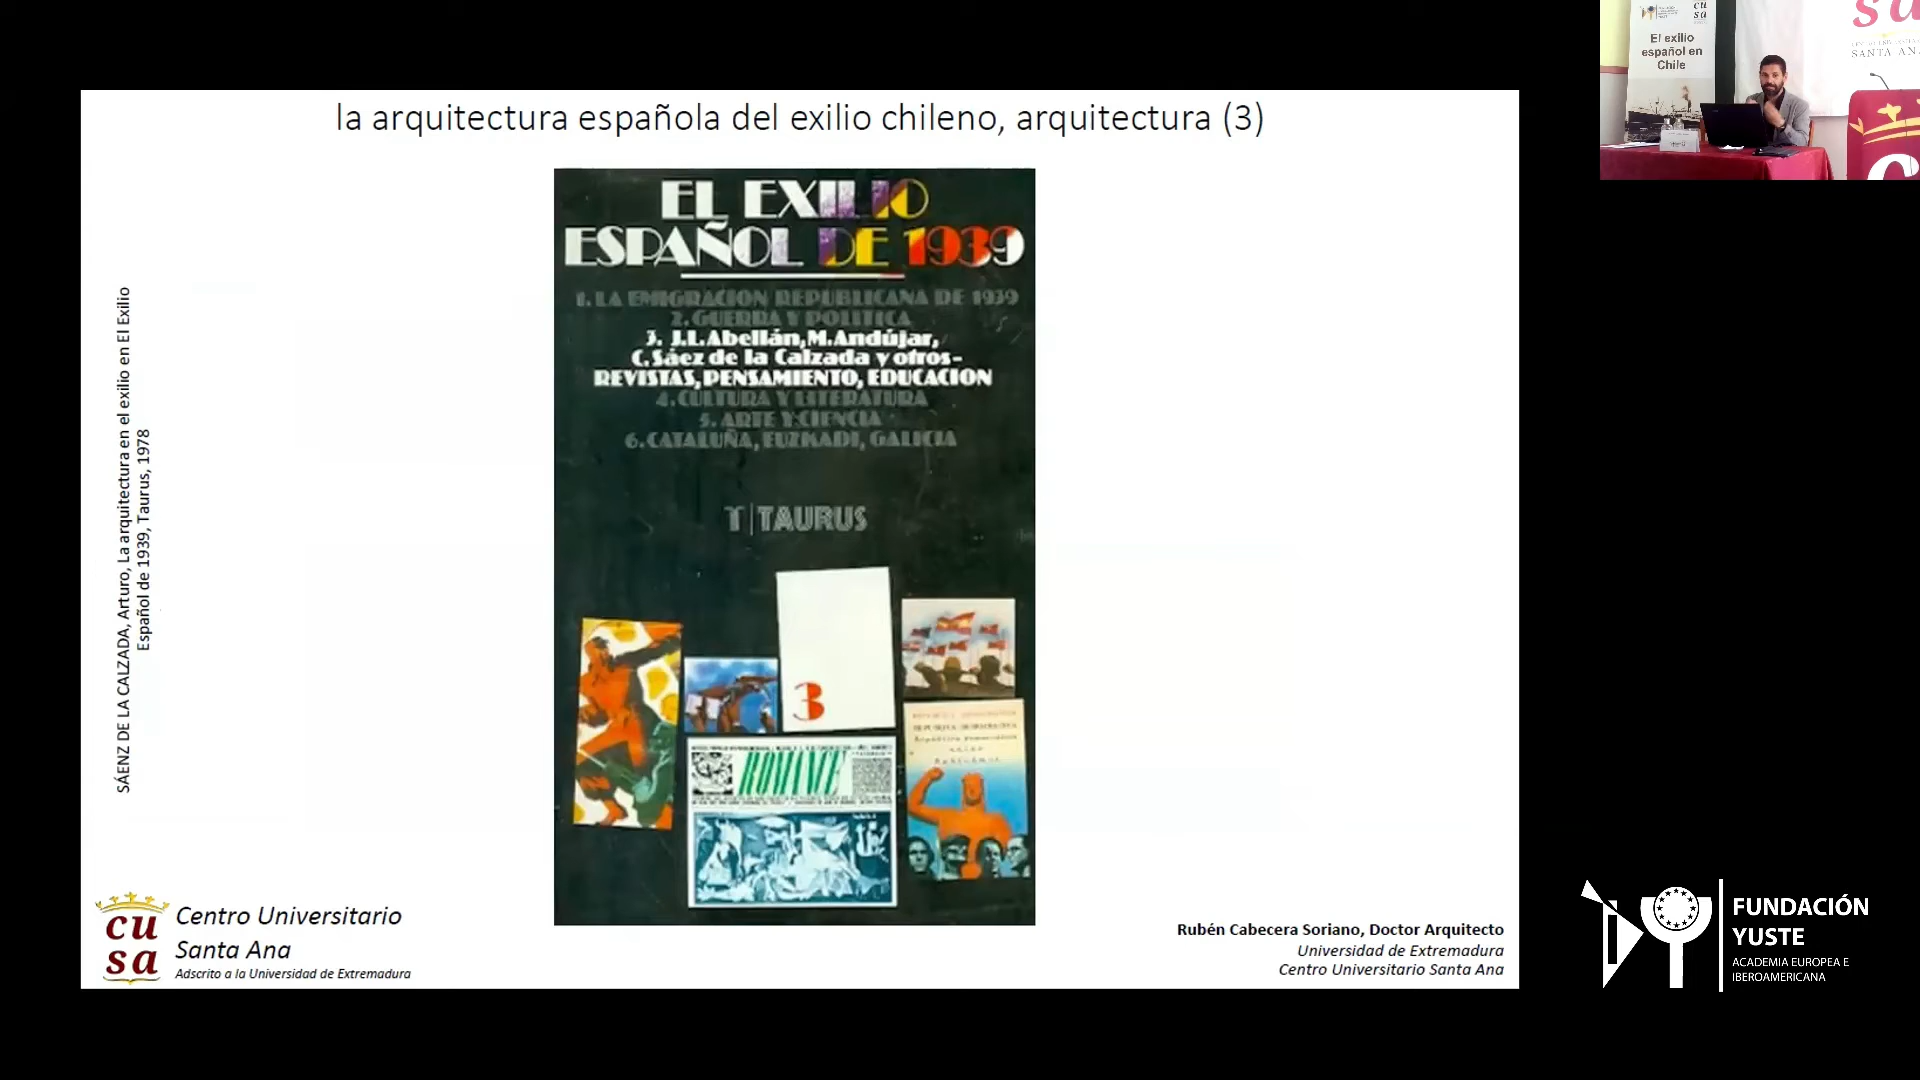 la arquitectura española del exilio chileno, arquitectura (3)
EL EXILIO
ESPAÑOL DE 1939
1. LA EMIGRACION REPUBLICANA DE 1939
2. GUERRA Y POLITICA
3. J.L. Abellán, M. Andújar,
C. Sáez de la Calzada y otros-
REVISTAS, PENSAMIENTO, EDUCACION
4. CULTURA Y LITERATURA
5. ARTE Y CIENCIA
6. CATALUÑA, EUZKADI, GALICIA
T|TAURUS
3
ROMANCE
SÁENZ DE LA CALZADA, Arturo, La arquitectura en el exilio en El Exilio
Español de 1939, Taurus, 1978
cu
sa
Centro Universitario
Santa Ana
Adscrito a la Universidad de Extremadura
Rubén Cabecera Soriano, Doctor Arquitecto
Universidad de Extremadura
Centro Universitario Santa Ana
cu
sa
El exilio
español en
Chile
sa
SANTA AN
FUNDACIÓN
YUSTE
ACADEMIA EUROPEA E
IBEROAMERICANA